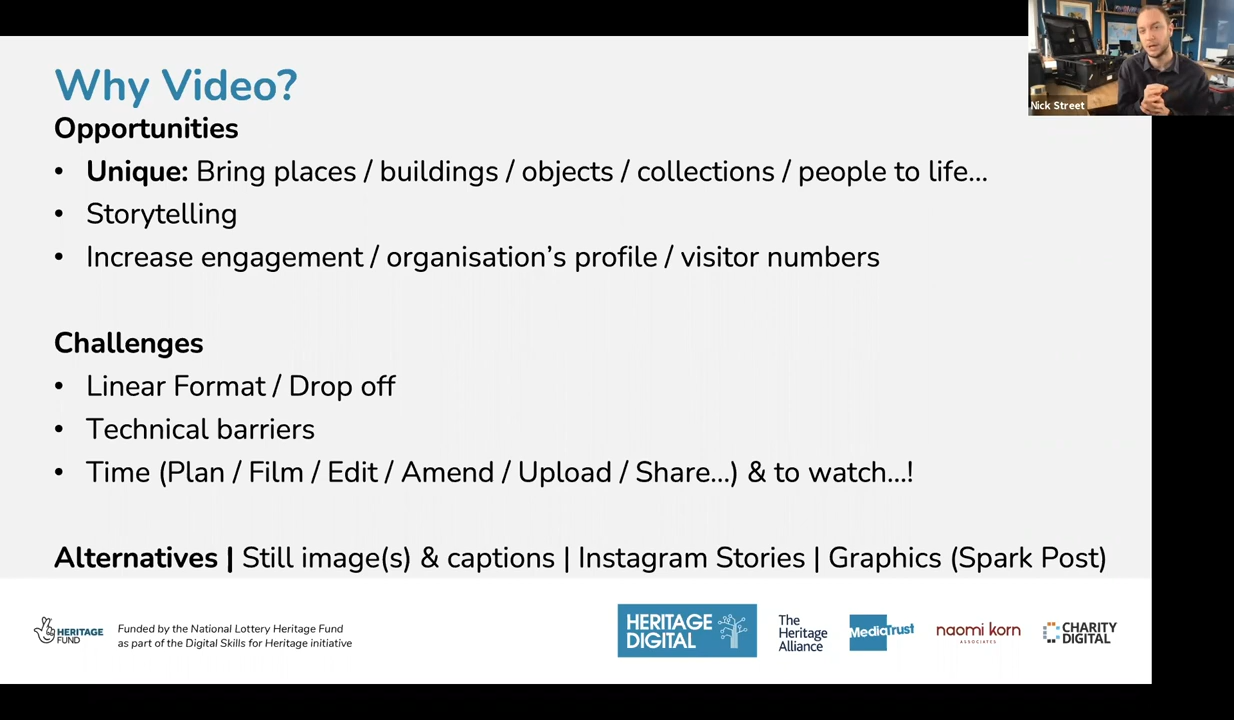 Why Video?
Opportunities
• Unique: Bring places / buildings / objects / collections / people to life...
• Storytelling
• Increase engagement / organisation's profile / visitor numbers
Challenges
• Linear Format / Drop off
• Technical barriers
• Time (Plan / Film / Edit / Amend / Upload / Share...) & to watch...!
Alternatives | Still image(s) & captions | Instagram Stories | Graphics (Spark Post)
Nick Street
HERITAGE
FUND
Funded by the National Lottery Heritage Fund
as part of the Digital Skills for Heritage initiative
HERITAGE
DIGITAL
The
Heritage
Alliance
MediaTrust
naomi korn
ASSOCIATES
CHARITY
DIGITAL